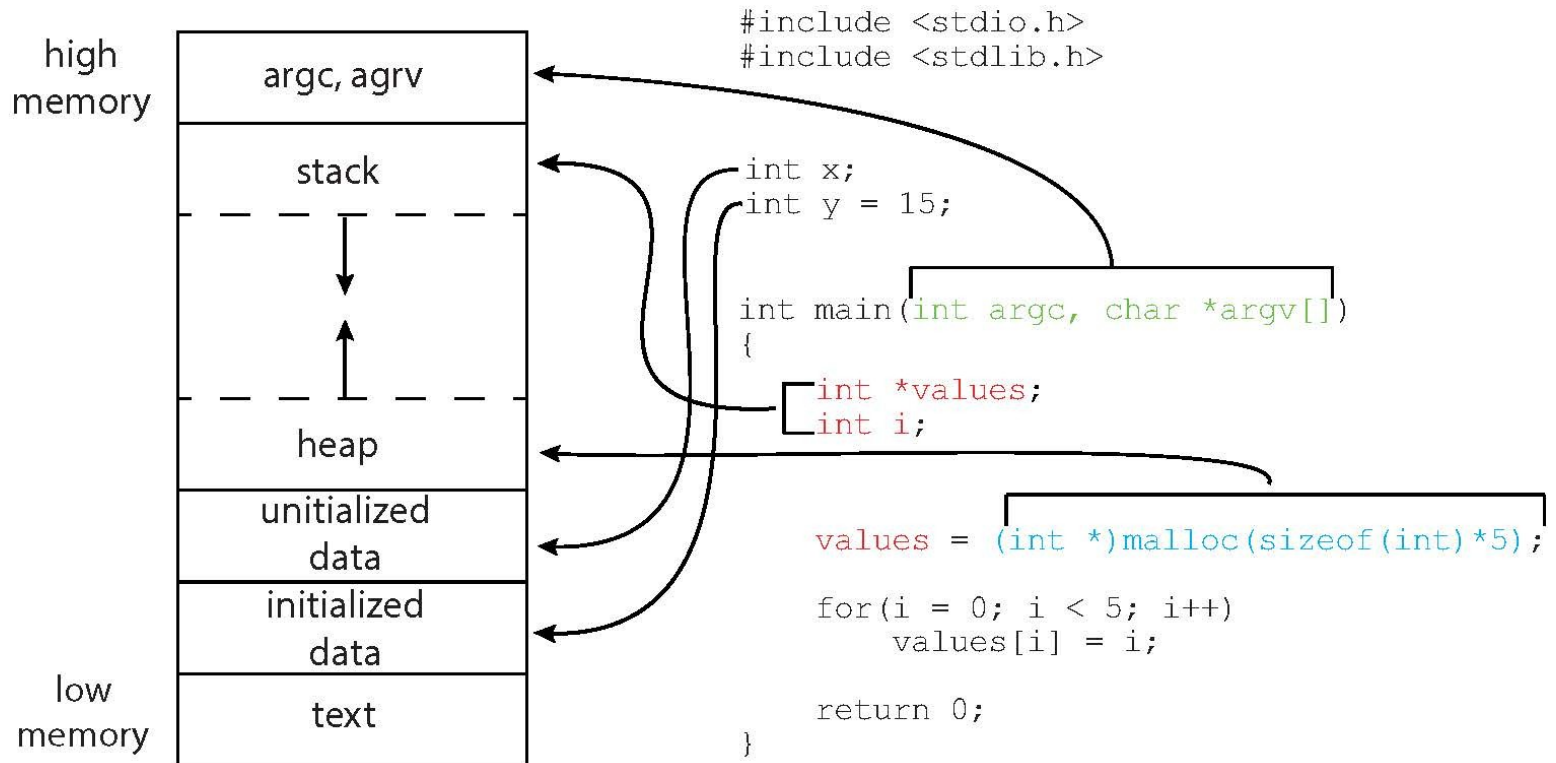 high
memory
argc, agrv
stack
heap
unitialized
data
initialized
data
low
memory
text
#include <stdio.h>
#include <stdlib.h>
int x;
int y = 15;
int main(int argc, char *argv[])
{
int *values;
int i;
values = (int *)malloc(sizeof(int)*5);
for(i = 0; i < 5; i++)
values[i] = i;
return 0;
}